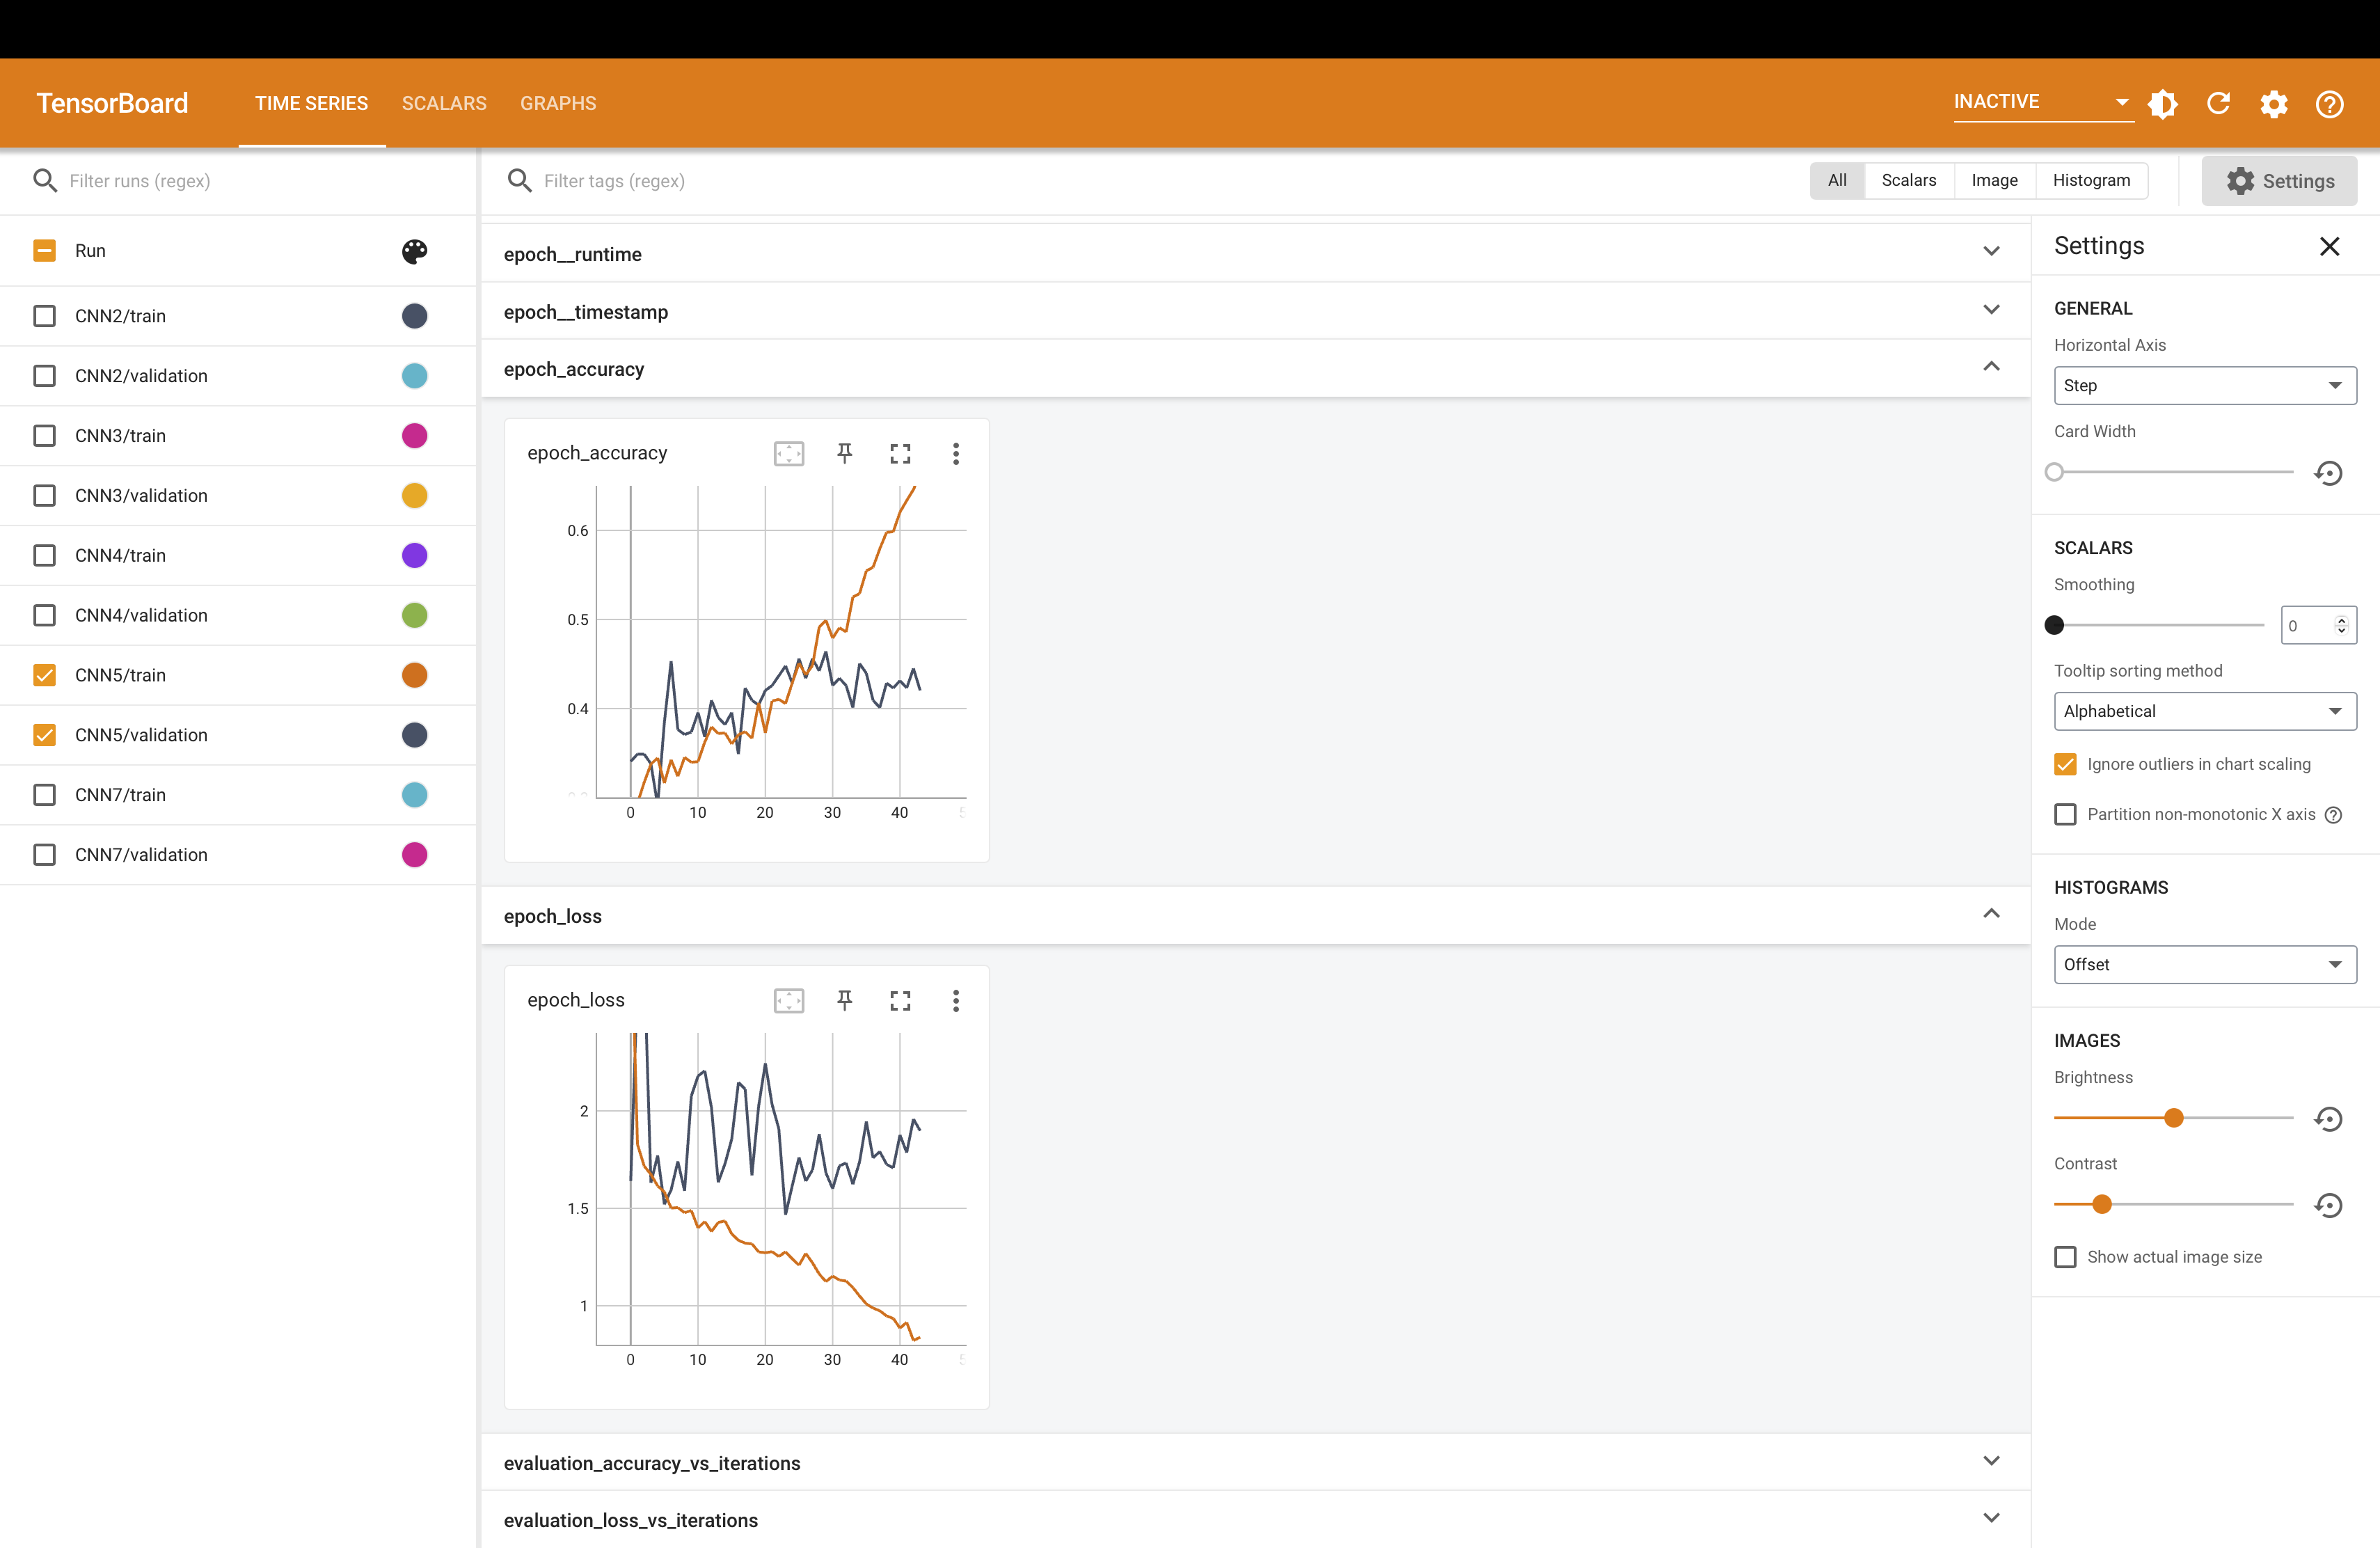 TensorBoard
TIME SERIES
SCALARS
GRAPHS
INACTIVE
Filter runs (regex)
Filter tags (regex)
All
Scalars
Image
Histogram
Settings
Run
CNN2/train
CNN2/validation
CNN3/train
CNN3/validation
CNN4/train
CNN4/validation
CNN5/train
CNN5/validation
CNN7/train
CNN7/validation
epoch__runtime
epoch__timestamp
epoch_accuracy
epoch_accuracy
0.6
0.5
0.4
0 10 20 30 40
epoch_loss
epoch_loss
2
1.5
1
0 10 20 30 40
evaluation_accuracy_vs_iterations
evaluation_loss_vs_iterations
Settings
GENERAL
Horizontal Axis
Step
Card Width
SCALARS
Smoothing
0
Tooltip sorting method
Alphabetical
Ignore outliers in chart scaling
Partition non-monotonic X axis
HISTOGRAMS
Mode
Offset
IMAGES
Brightness
Contrast
Show actual image size